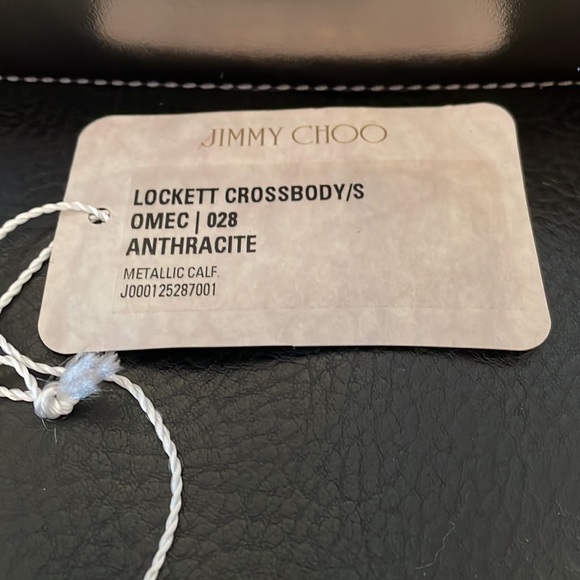 JIMMY CHOO
LOCKETT CROSSBODY/S
OMEC | 028
ANTHRACITE
METALLIC CALF.
J000125287001